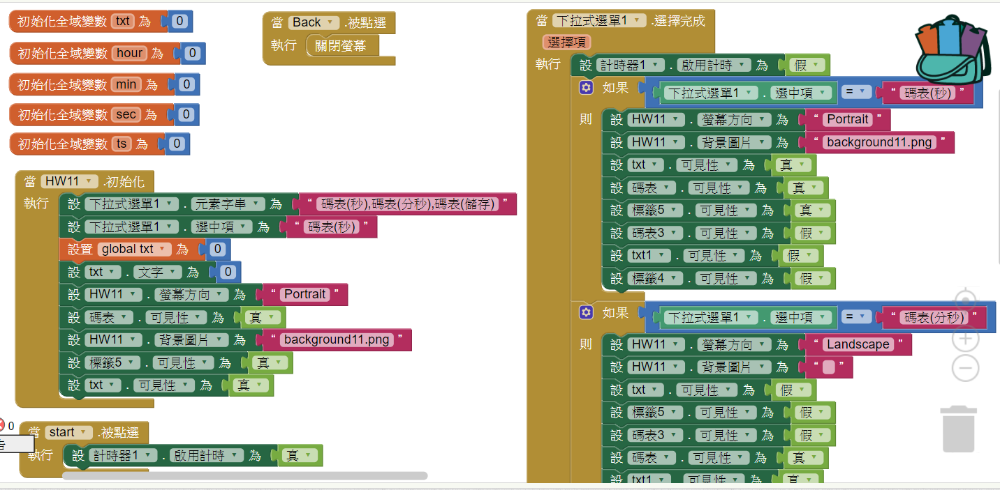 初始化全域變數 txt 為 0
初始化全域變數 hour 為 0
初始化全域變數 min 為 0
初始化全域變數 sec 為 0
初始化全域變數 ts 為 0
當 HW11 .初始化
執行 設 下拉式選單1 . 元素字串 為 “ 碼表(秒),碼表(分秒),碼表(儲存) ”
設 下拉式選單1 . 選中項 為 “ 碼表(秒) ”
設置 global txt 為 0
設 txt . 文字 為 0
設 HW11 . 螢幕方向 為 “ Portrait ”
設 碼表 . 可見性 為 真
設 HW11 . 背景圖片 為 “ background11.png ”
設 標籤5 . 可見性 為 真
設 txt . 可見性 為 真
0
當 start .被點選
告
執行 設 計時器1 . 啟用計時 為 真
當 Back .被點選
執行 關閉螢幕
當 下拉式選單1 .選擇完成
選擇項
執行 設 計時器1 . 啟用計時 為 假
如果 下拉式選單1 . 選中項 = “ 碼表(秒) ”
則 設 HW11 . 螢幕方向 為 “ Portrait ”
設 HW11 . 背景圖片 為 “ background11.png ”
設 txt . 可見性 為 真
設 碼表 . 可見性 為 真
設 標籤5 . 可見性 為 真
設 碼表3 . 可見性 為 假
設 txt1 . 可見性 為 假
設 標籤4 . 可見性 為 假
如果 下拉式選單1 . 選中項 = “ 碼表(分秒) ”
則 設 HW11 . 螢幕方向 為 “ Landscape ”
設 HW11 . 背景圖片 為 “ ”
設 txt . 可見性 為 假
設 標籤5 . 可見性 為 假
設 碼表3 . 可見性 為 假
設 碼表 . 可見性 為 真
設 txt1 . 可見性 為 真